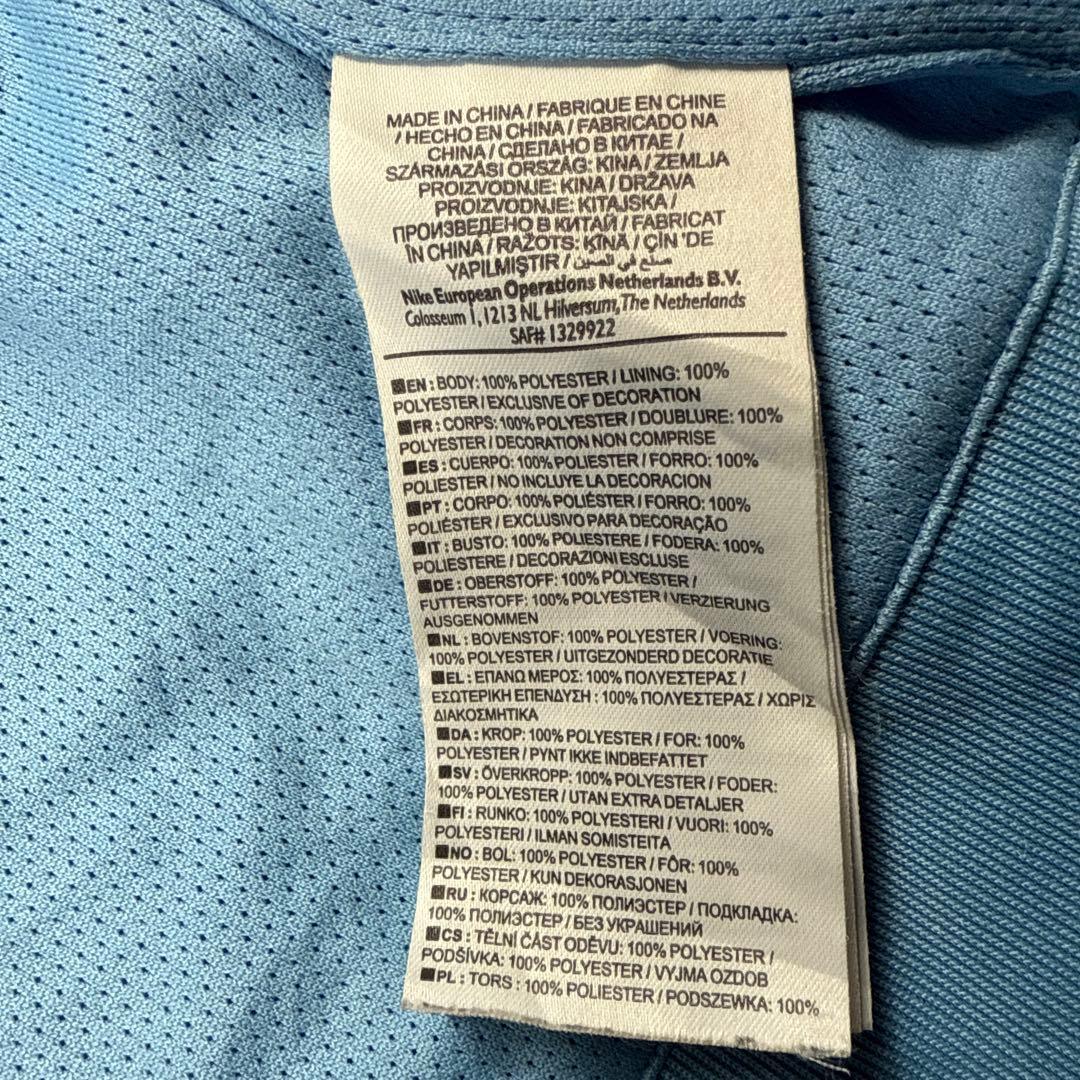 MADE IN CHINA / FABRIQUE EN CHINE
/ HECHO EN CHINA / FABRICADO NA
CHINA / СДЕЛАНО В КИТАЕ /
SZÁRMAZÁSI ORSZÁG: KINA / ZEMLJA
PROIZVODNJE: KINA / DRŽAVA
PROIZVODNJE: KITAJSKA /
ПРОИЗВЕДЕНО В КИТАЙ / FABRICAT
ÎN CHINA / RAŽOTS: ĶĪNĀ / ÇİN 'DE
YAPILMIŞTIR / صنع في الصين
Nike European Operations Netherlands B.V.
Colosseum 1, 1213 NL Hilversum, The Netherlands
SAF# 1329922
EN : BODY: 100% POLYESTER / LINING: 100%
POLYESTER / EXCLUSIVE OF DECORATION
FR : CORPS: 100% POLYESTER / DOUBLURE: 100%
POLYESTER / DECORATION NON COMPRISE
ES : CUERPO: 100% POLIESTER / FORRO: 100%
POLIESTER / NO INCLUYE LA DECORACION
PT : CORPO: 100% POLIÉSTER / FORRO: 100%
POLIÉSTER / EXCLUSIVO PARA DECORAÇÃO
IT : BUSTO: 100% POLIESTERE / FODERA: 100%
POLIESTERE / DECORAZIONI ESCLUSE
DE : OBERSTOFF: 100% POLYESTER /
FUTTERSTOFF: 100% POLYESTER / VERZIERUNG
AUSGENOMMEN
NL : BOVENSTOF: 100% POLYESTER / VOERING:
100% POLYESTER / UITGEZONDERD DECORATIE
EL : ΕΠΑΝΩ ΜΕΡΟΣ: 100% ΠΟΛΥΕΣΤΕΡΑΣ /
ΕΣΩΤΕΡΙΚΗ ΕΠΕΝΔΥΣΗ : 100% ΠΟΛΥΕΣΤΕΡΑΣ / ΧΩΡΙΣ
ΔΙΑΚΟΣΜΗΤΙΚΑ
DA : KROP: 100% POLYESTER / FOR: 100%
POLYESTER / PYNT IKKE INDBEFATTET
SV : ÖVERKROPP: 100% POLYESTER / FODER:
100% POLYESTER / UTAN EXTRA DETALJER
FI : RUNKO: 100% POLYESTERI / VUORI: 100%
POLYESTERI / ILMAN SOMISTEITA
NO : BOL: 100% POLYESTER / FÔR: 100%
POLYESTER / KUN DEKORASJONEN
RU : КОРСАЖ: 100% ПОЛИЭСТЕР / ПОДКЛАДКА:
100% ПОЛИЭСТЕР / БЕЗ УКРАШЕНИЙ
CS : TĚLNÍ ČÁST ODĚVU: 100% POLYESTER /
PODŠÍVKA: 100% POLYESTER / VYJMA OZDOB
PL : TORS : 100% POLIESTER / PODSZEWKA: 100%